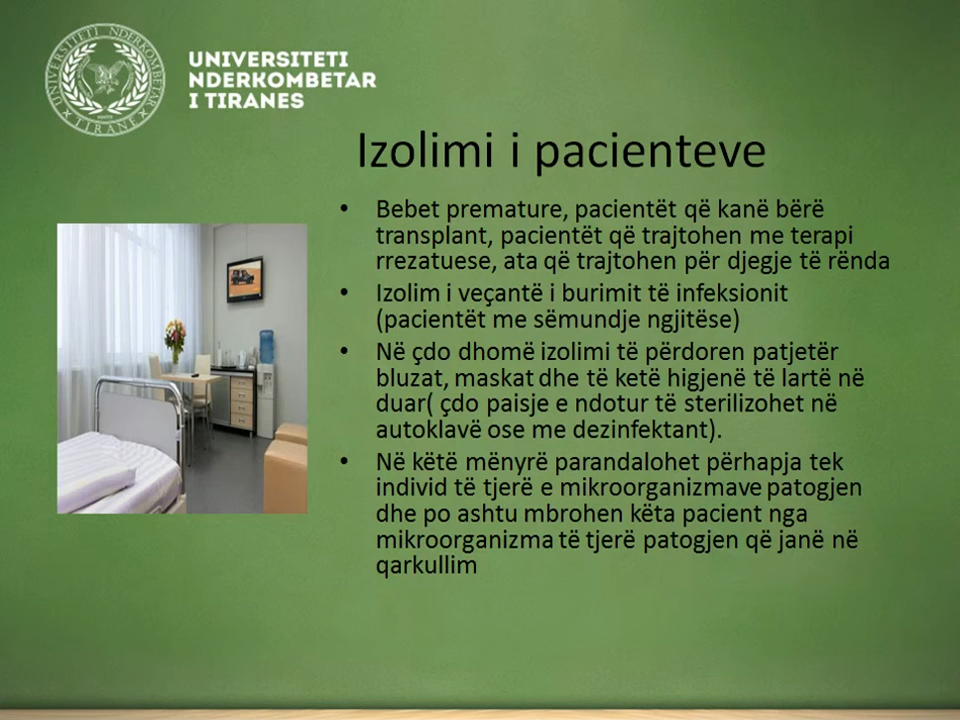 UNIVERSITETI NDERKOMBETAR
TIRANE
UNIVERSITETI
NDERKOMBETAR
I TIRANES
Izolimi i pacienteve
• Bebet premature, pacientët që kanë bërë
transplant, pacientët që trajtohen me terapi
rrezatuese, ata që trajtohen për djegje të rënda
• Izolim i veçantë i burimit të infeksionit
(pacientët me sëmundje ngjitëse)
• Në çdo dhomë izolimi të përdoren patjetër
bluzat, maskat dhe të ketë higjenë të lartë në
duar( çdo paisje e ndotur të sterilizohet në
autoklavë ose me dezinfektant).
• Në këtë mënyrë parandalohet përhapja tek
individ të tjerë e mikroorganizmave patogjen
dhe po ashtu mbrohen këta pacient nga
mikroorganizma të tjerë patogjen që janë në
qarkullim